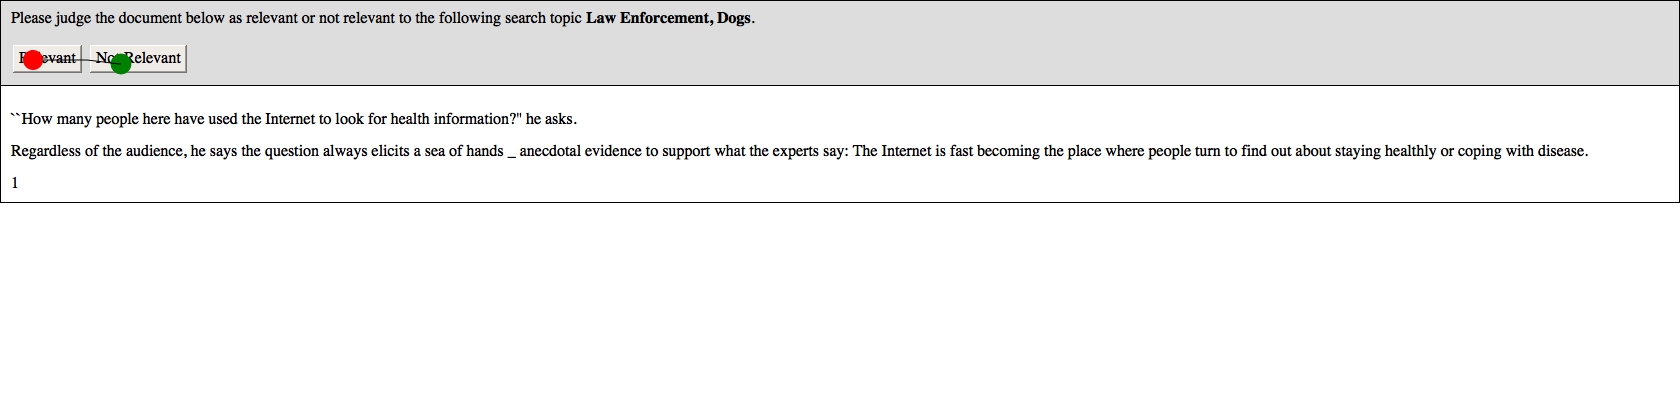 Please judge the document below as relevant or not relevant to the following search topic Law Enforcement, Dogs.
Relevant Not Relevant
``How many people here have used the Internet to look for health information?" he asks.
Regardless of the audience, he says the question always elicits a sea of hands _ anecdotal evidence to support what the experts say: The Internet is fast becoming the place where people turn to find out about staying healthly or coping with disease.
1